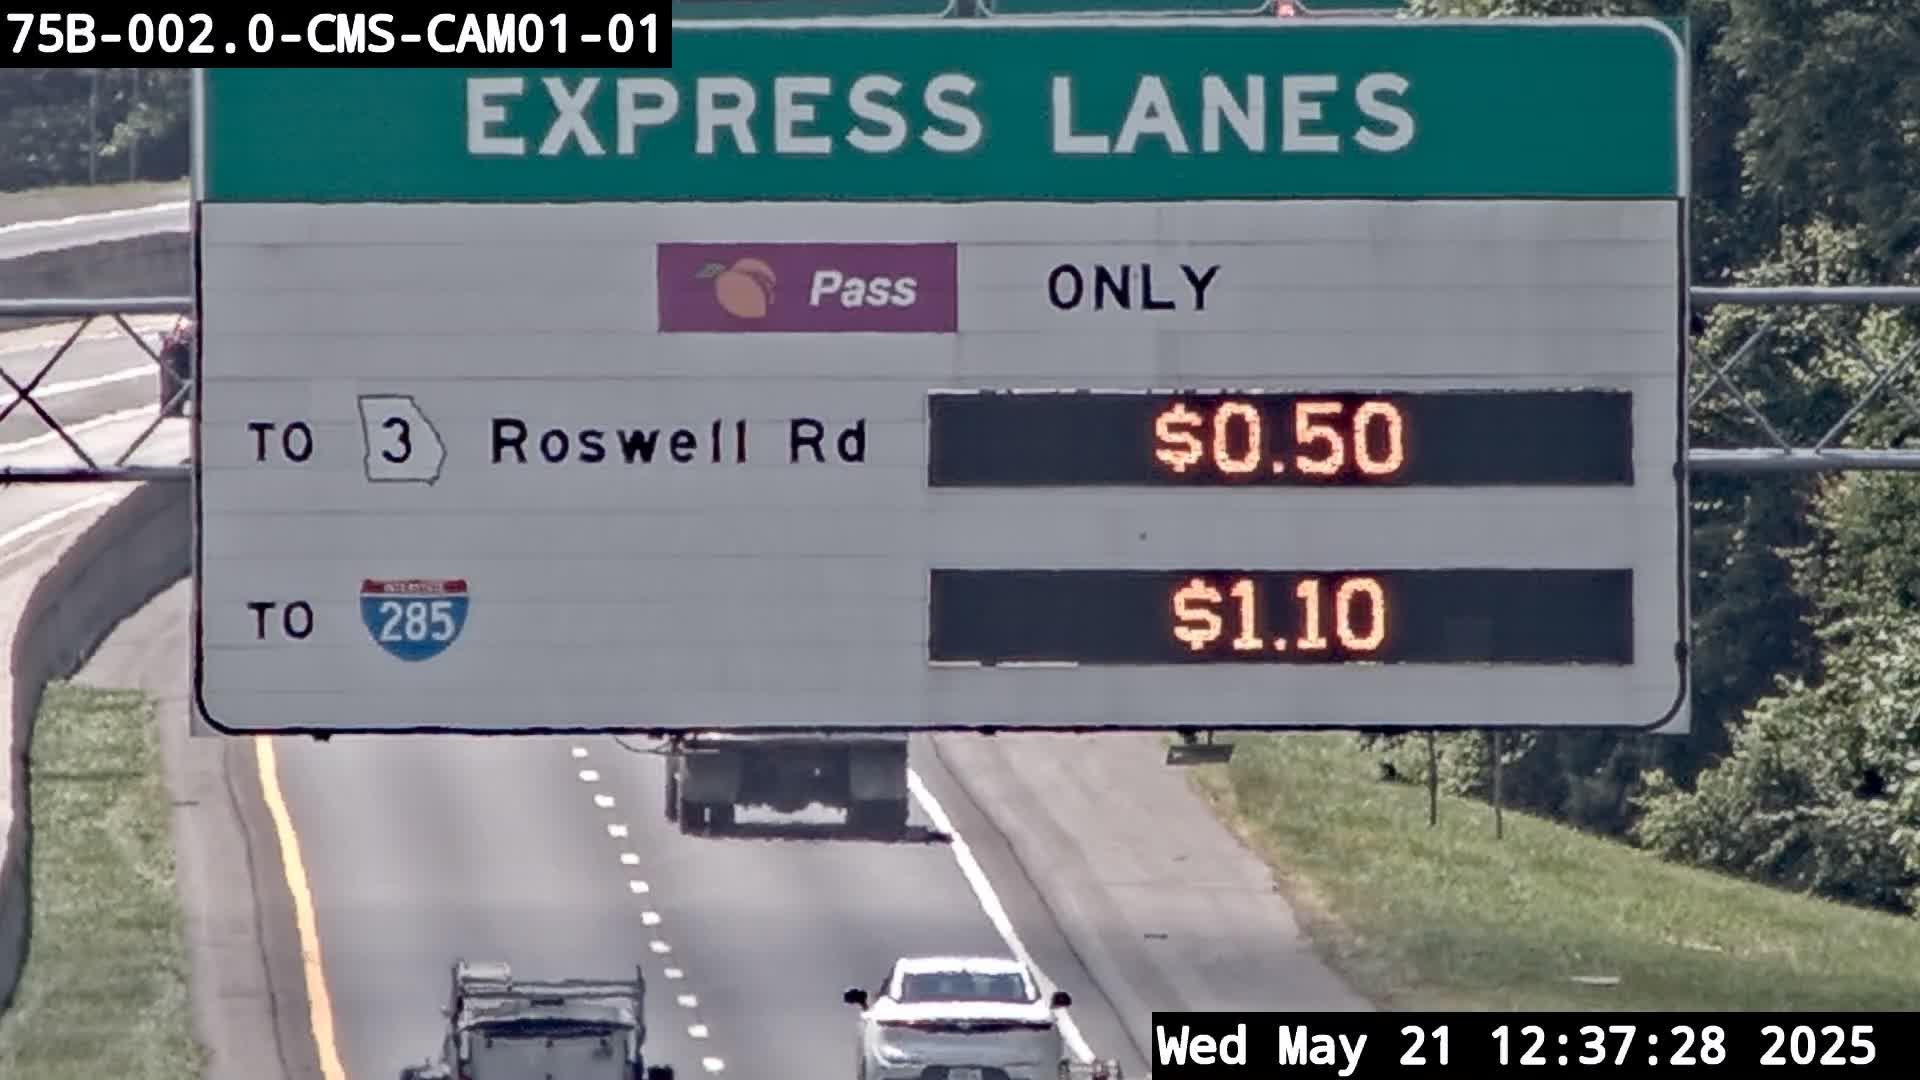 75B-002.0-CMS-CAM01-01
EXPRESS LANES
Pass ONLY
TO 3 Roswell Rd $0.50
TO INTERSTATE 285 $1.10
Wed May 21 12:37:28 2025